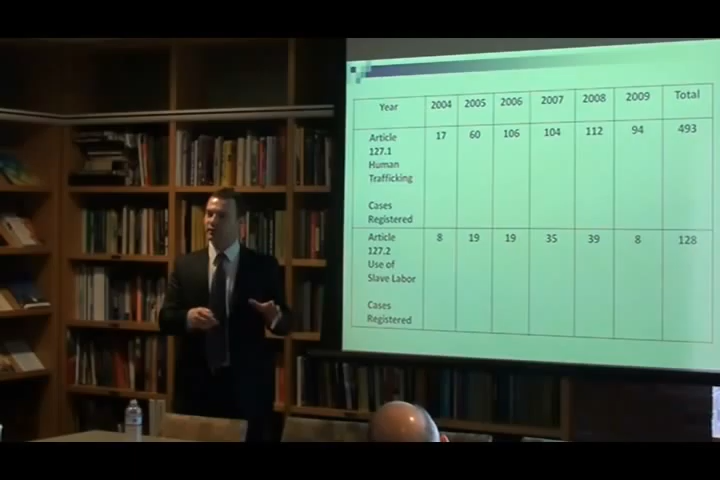 Year 2004 2005 2006 2007 2008 2009 Total
Article 17 60 106 104 112 94 493
127.1
Human
Trafficking
Cases
Registered
Article 8 19 19 35 39 8 128
127.2
Use of
Slave Labor
Cases
Registered